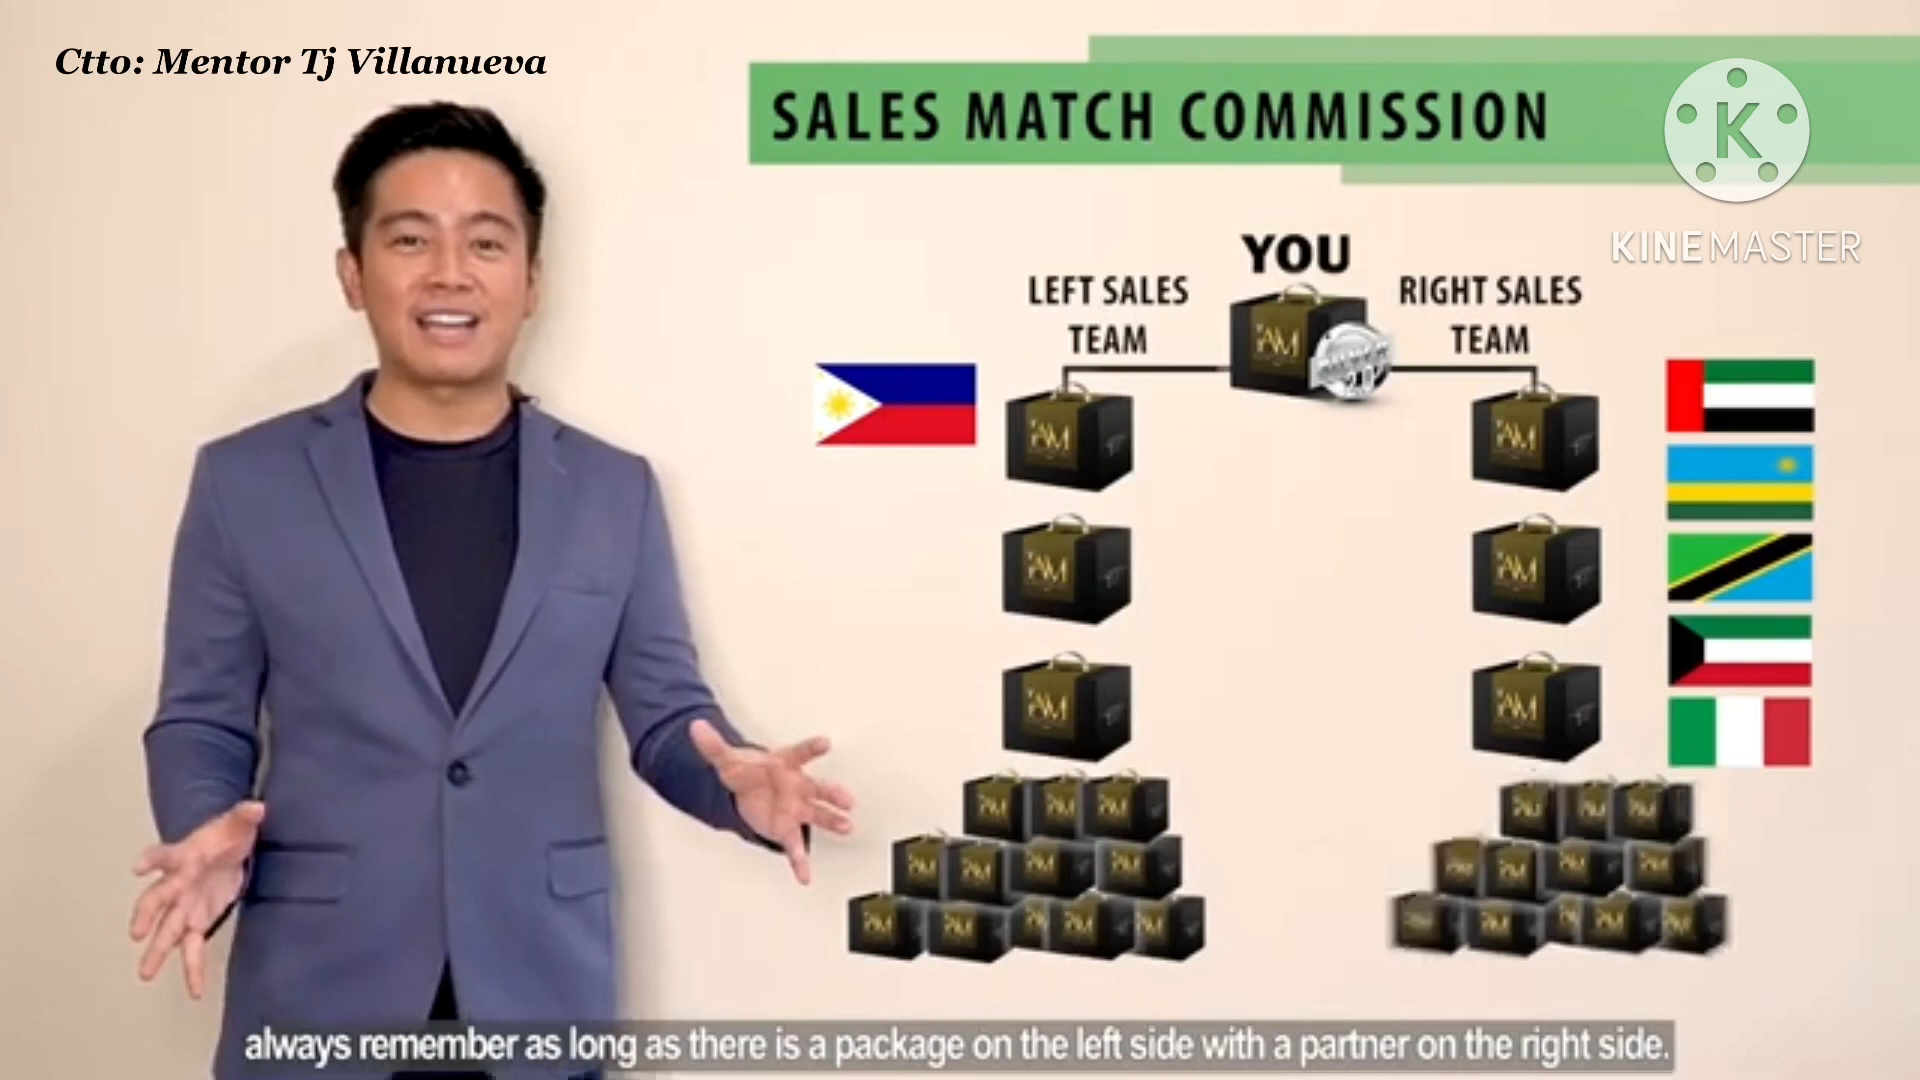 Ctto: Mentor Tj Villanueva
SALES MATCH COMMISSION
K
KINEMASTER
YOU
LEFT SALES
TEAM
RIGHT SALES
TEAM
always remember as long as there is a package on the left side with a partner on the right side.